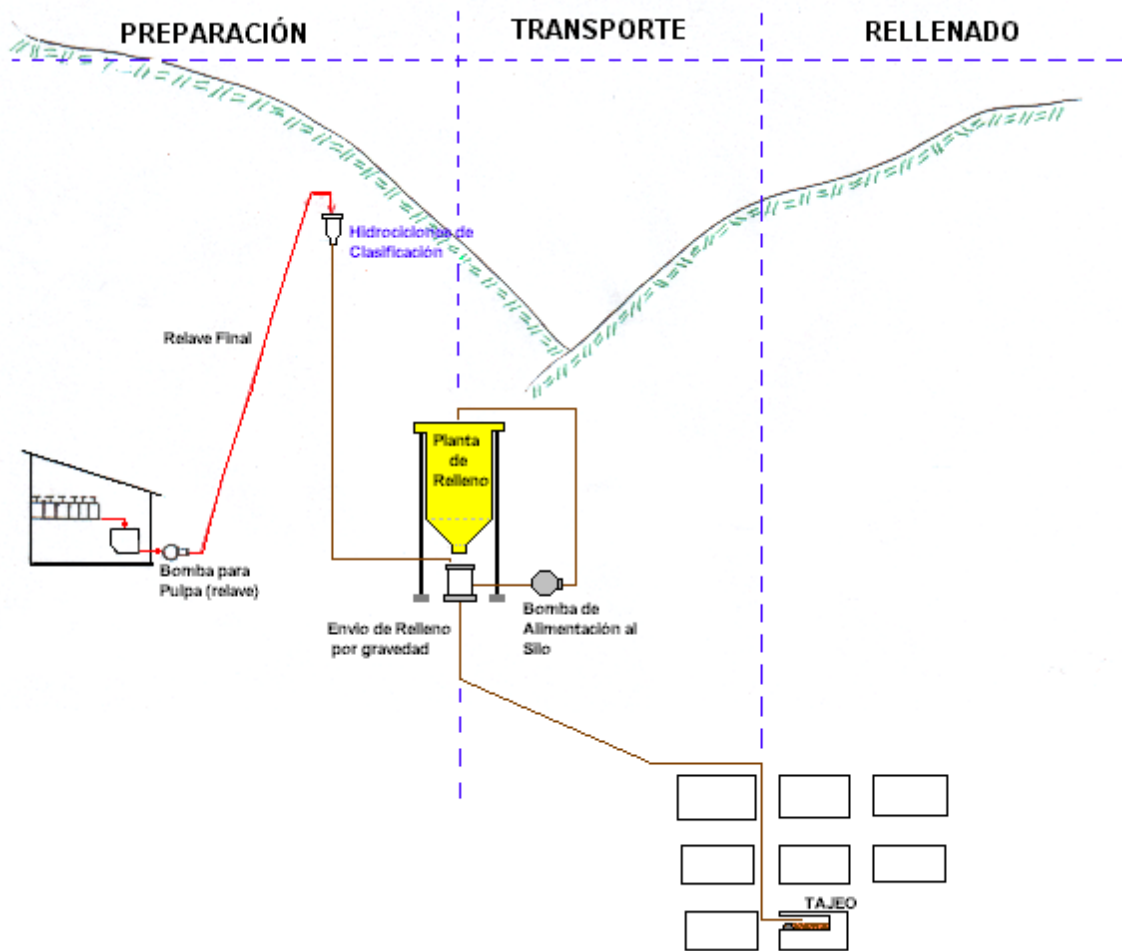 PREPARACIÓN
TRANSPORTE
RELLENADO
Hidrociclones de
Clasificación
Relave Final
Planta
de
Relleno
Bomba para
Pulpa (relave)
Envio de Relleno
por gravedad
Bomba de
Alimentación al
Silo
TAJEO